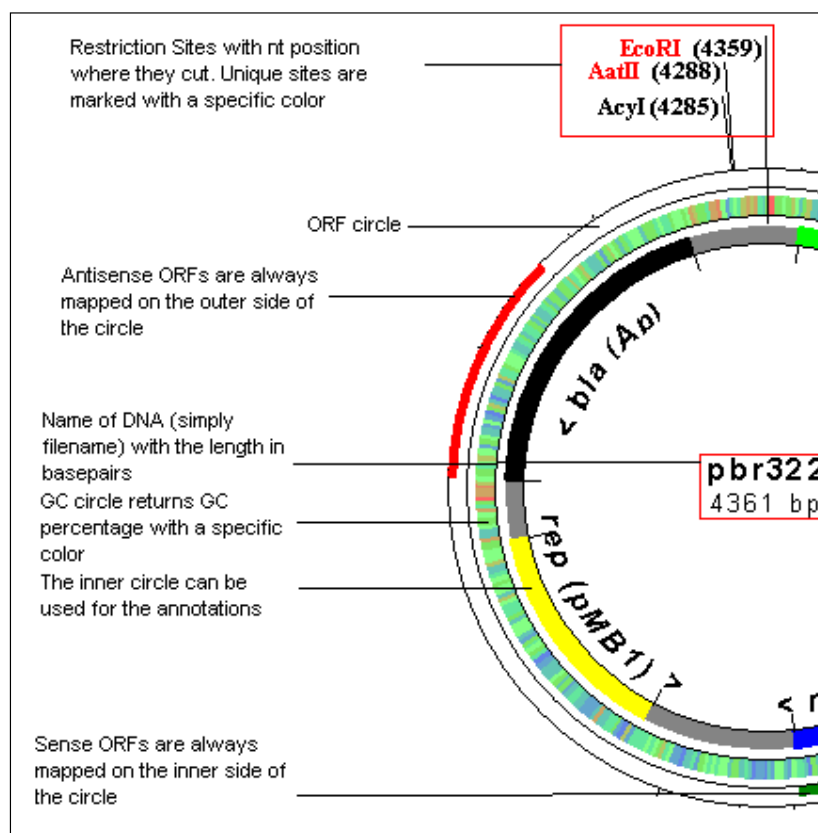 Restriction Sites with nt position
where they cut. Unique sites are
marked with a specific color
EcoRI (4359)
AatII (4288)
AcyI (4285)
ORF circle
Antisense ORFs are always
mapped on the outer side of
the circle
< bla (Ap)
Name of DNA (simply
filename) with the length in
basepairs
pbr322
4361 bp
GC circle returns GC
percentage with a specific
color
The inner circle can be
used for the annotations
rep (pMB1) >
< r
Sense ORFs are always
mapped on the inner side of
the circle